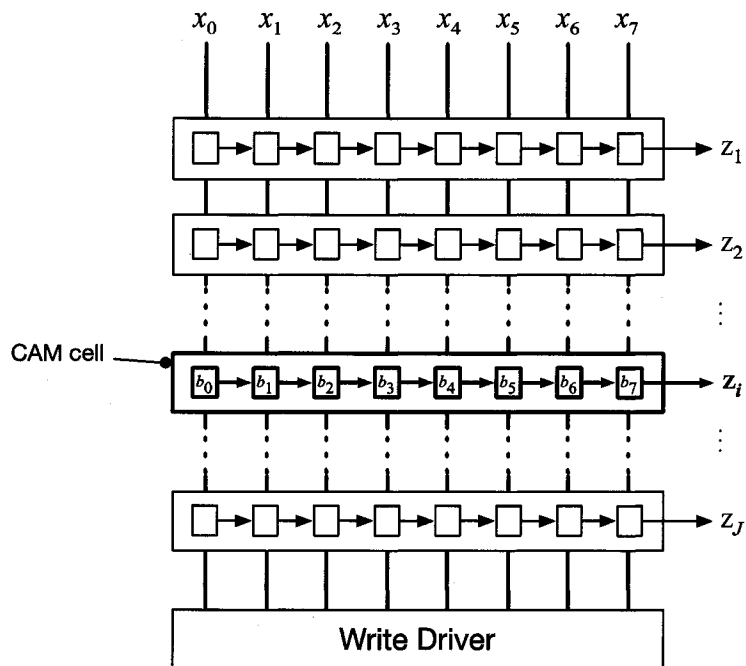 x₀ x₁ x₂ x₃ x₄ x₅ x₆ x₇
z₁
z₂
⋮
CAM cell
b₀ b₁ b₂ b₃ b₄ b₅ b₆ b₇ zᵢ
⋮
z_J
Write Driver